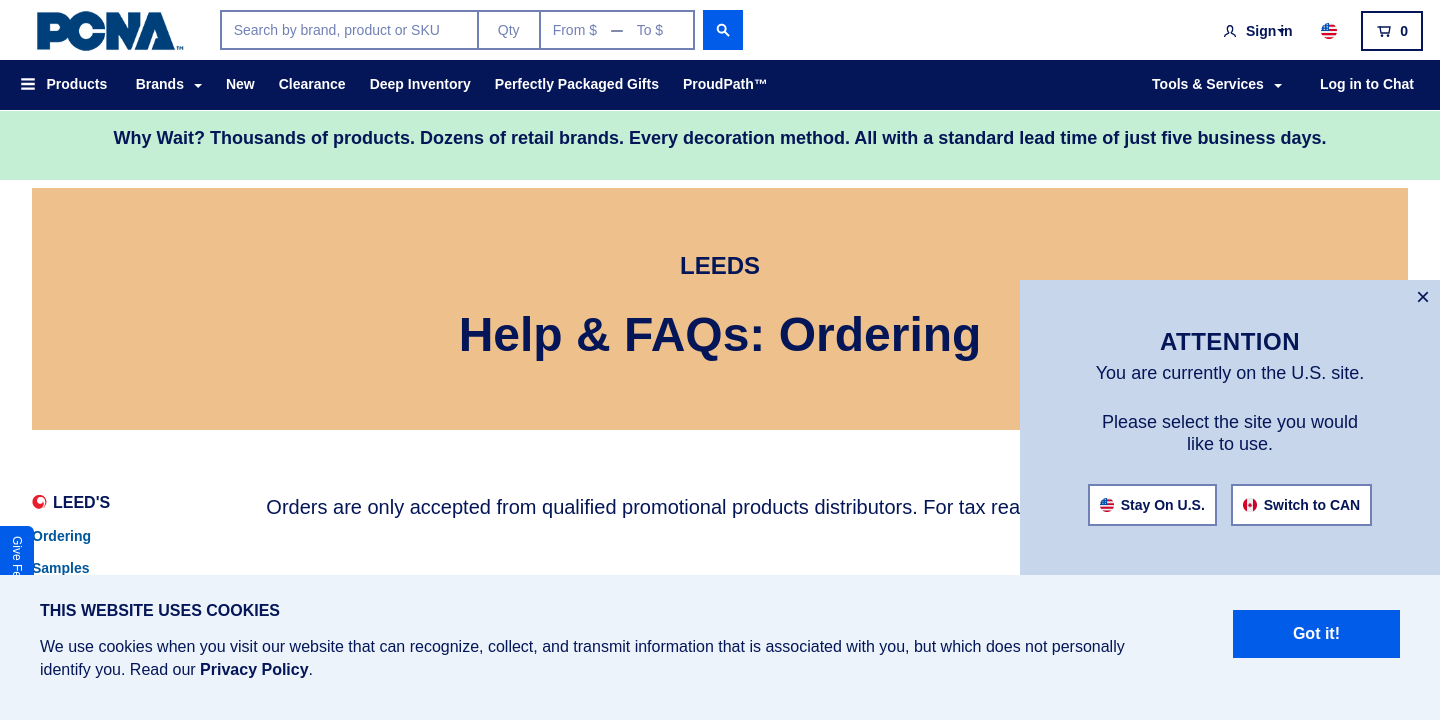 PCNA™
Search by brand, product or SKU
Qty
From $ — To $
Sign in
0
Products
Brands
New
Clearance
Deep Inventory
Perfectly Packaged Gifts
ProudPath™
Tools & Services
Log in to Chat
Why Wait? Thousands of products. Dozens of retail brands. Every decoration method. All with a standard lead time of just five business days.
LEEDS
Help & FAQs: Ordering
ATTENTION
You are currently on the U.S. site.
Please select the site you would
like to use.
Stay On U.S.
Switch to CAN
LEED'S
Ordering
Samples
Orders are only accepted from qualified promotional products distributors. For tax
Give
THIS WEBSITE USES COOKIES
We use cookies when you visit our website that can recognize, collect, and transmit information that is associated with you, but which does not personally
identify you. Read our Privacy Policy.
Got it!